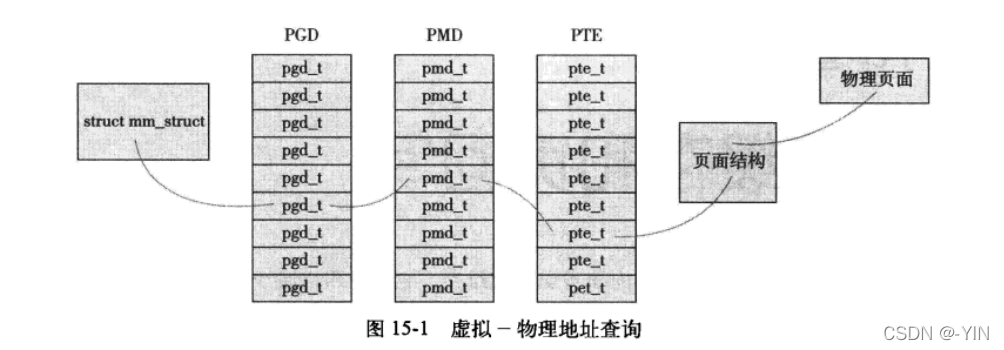 PGD PMD PTE
pgd_t pmd_t pte_t
pgd_t pmd_t pte_t
pgd_t pmd_t pte_t
pgd_t pmd_t pte_t
pgd_t pmd_t pte_t
pgd_t pmd_t pte_t
pgd_t pmd_t pte_t
pgd_t pmd_t pte_t
pgd_t pmd_t pet_t
struct mm_struct
页面结构
物理页面
图 15-1 虚拟－物理地址查询
CSDN @-YIN